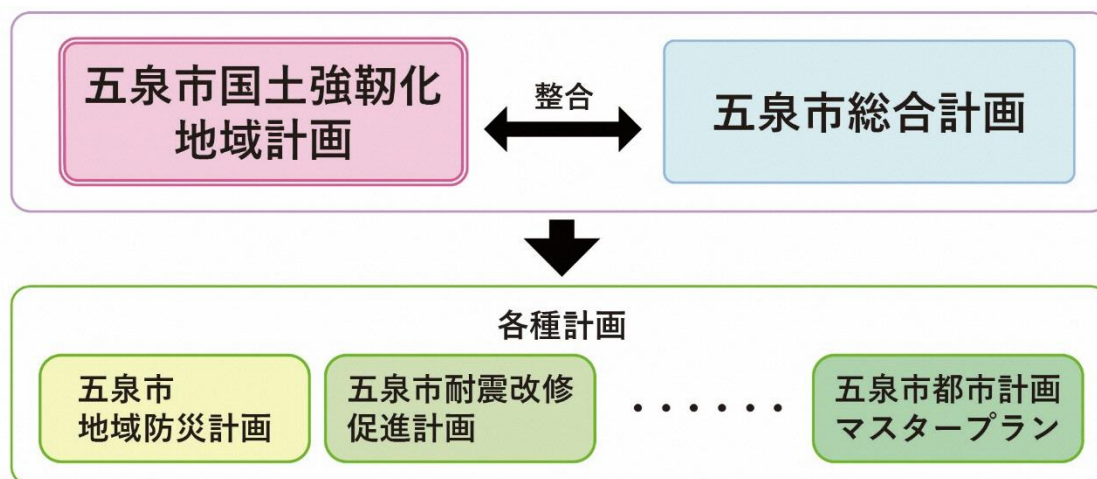 五泉市国土強靭化
地域計画
整合
五泉市総合計画
各種計画
五泉市
地域防災計画
五泉市耐震改修
促進計画
・・・・・・
五泉市都市計画
マスタープラン